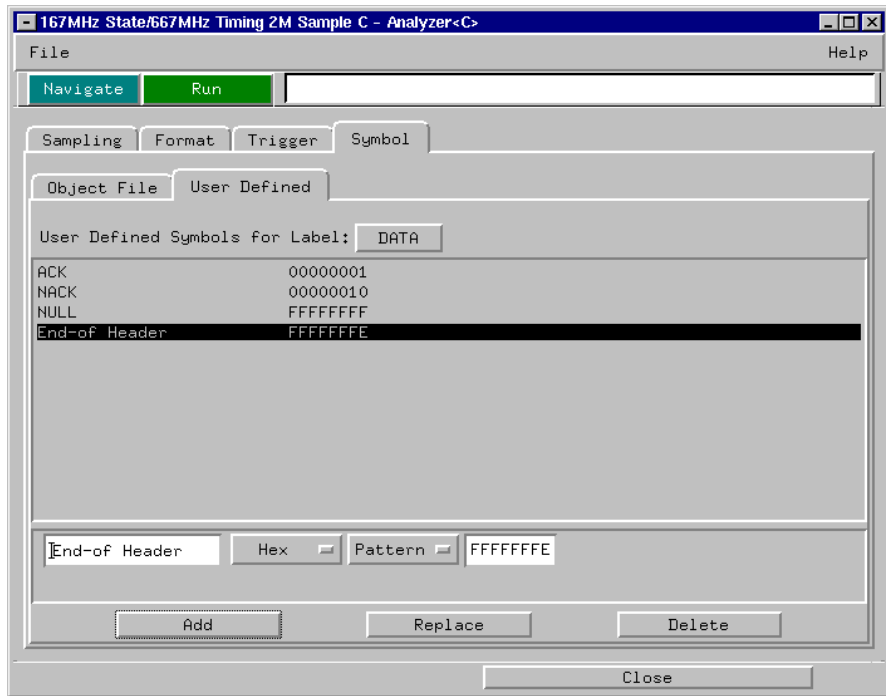 167MHz State/667MHz Timing 2M Sample C - Analyzer<C>
File Help
Navigate Run
Sampling Format Trigger Symbol
Object File User Defined
User Defined Symbols for Label: DATA
ACK 00000001
NACK 00000010
NULL FFFFFFFF
End-of Header FFFFFFFE
End-of Header Hex Pattern FFFFFFFE
Add Replace Delete
Close